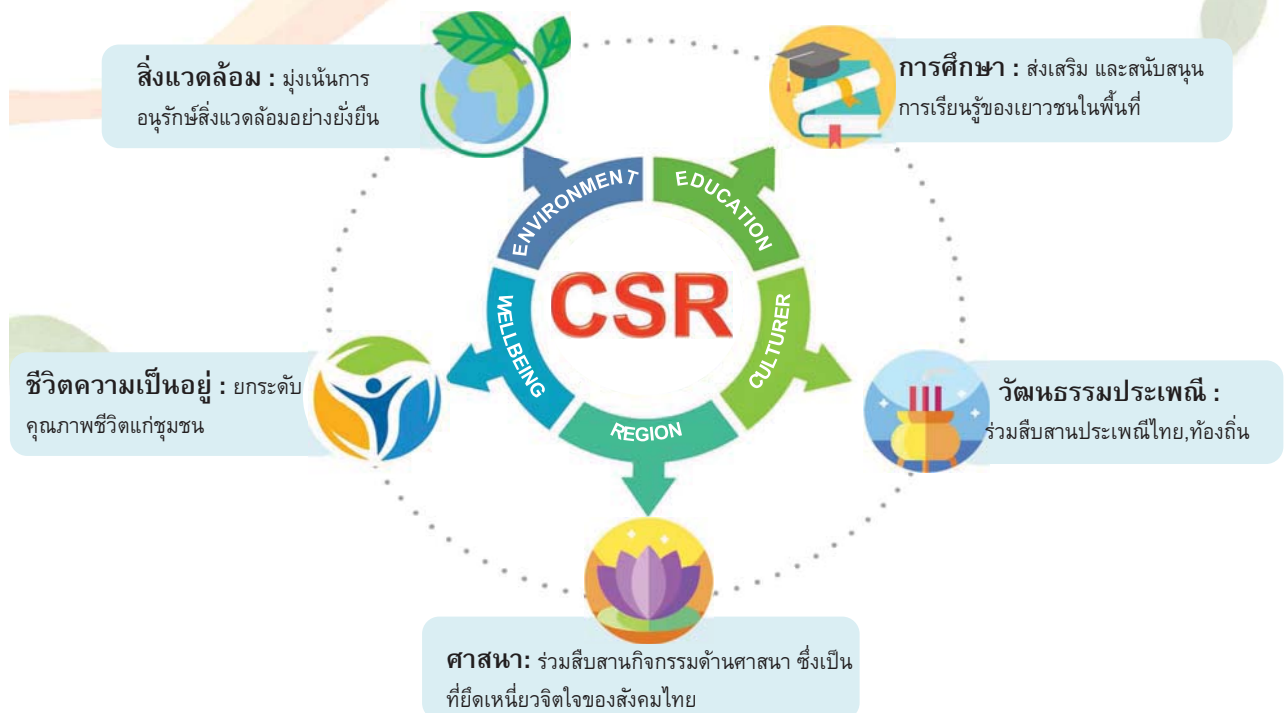 สิ่งแวดล้อม : มุ่งเน้นการ
อนุรักษ์สิ่งแวดล้อมอย่างยั่งยืน
การศึกษา : ส่งเสริม และสนับสนุน
การเรียนรู้ของเยาวชนในพื้นที่
ENVIRONMENT
EDUCATION
CSR
WELLBEING
CULTURER
REGION
ชีวิตความเป็นอยู่ : ยกระดับ
คุณภาพชีวิตแก่ชุมชน
วัฒนธรรมประเพณี :
ร่วมสืบสานประเพณีไทย,ท้องถิ่น
ศาสนา: ร่วมสืบสานกิจกรรมด้านศาสนา ซึ่งเป็น
ที่ยึดเหนี่ยวจิตใจของสังคมไทย